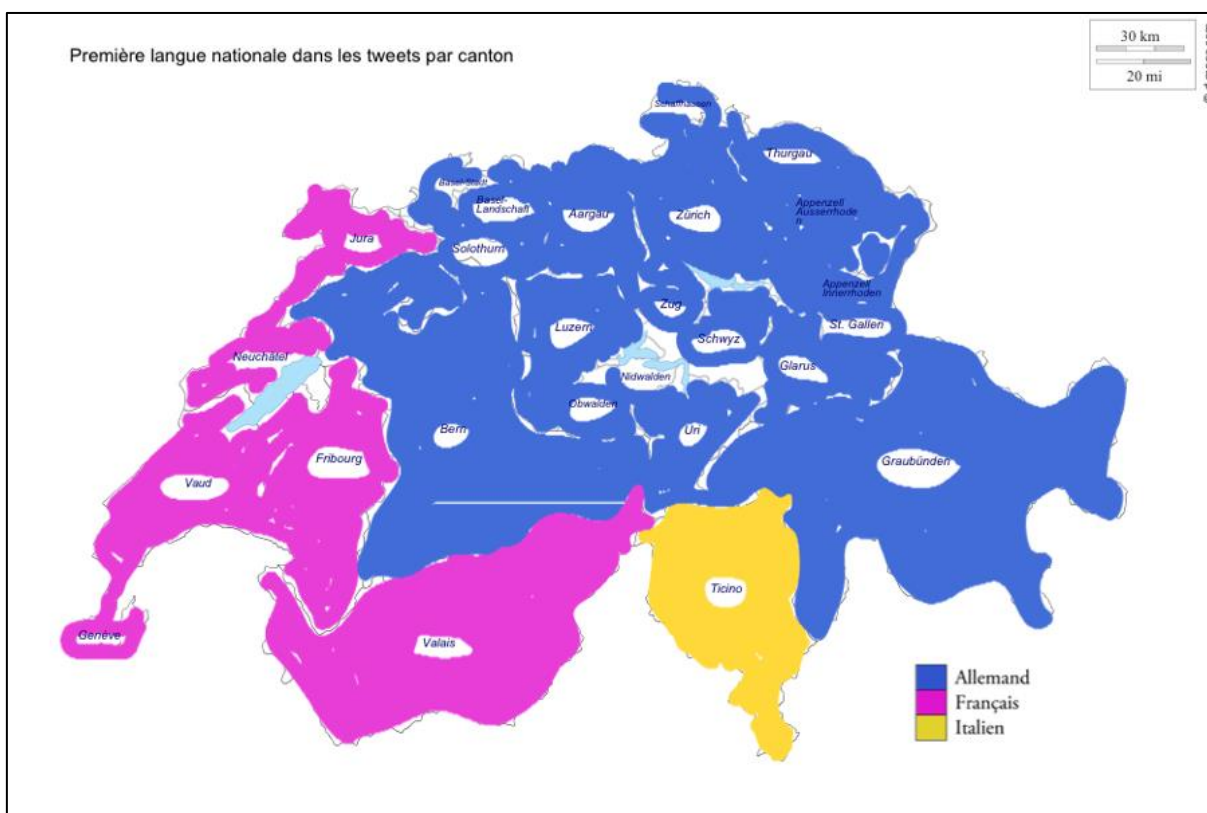 Première langue nationale dans les tweets par canton
30 km
20 mi
Schaffhausen
Thurgau
Basel-Stadt
Basel-
Landschaft
Aargau
Zürich
Appenzell
Ausserrhode
n
Jura
Solothurn
Appenzell
Innerrhoden
Zug
Luzern
St. Gallen
Schwyz
Neuchâtel
Glarus
Nidwalden
Obwalden
Bern
Uri
Fribourg
Graubünden
Vaud
Ticino
Genève
Valais
Allemand
Français
Italien